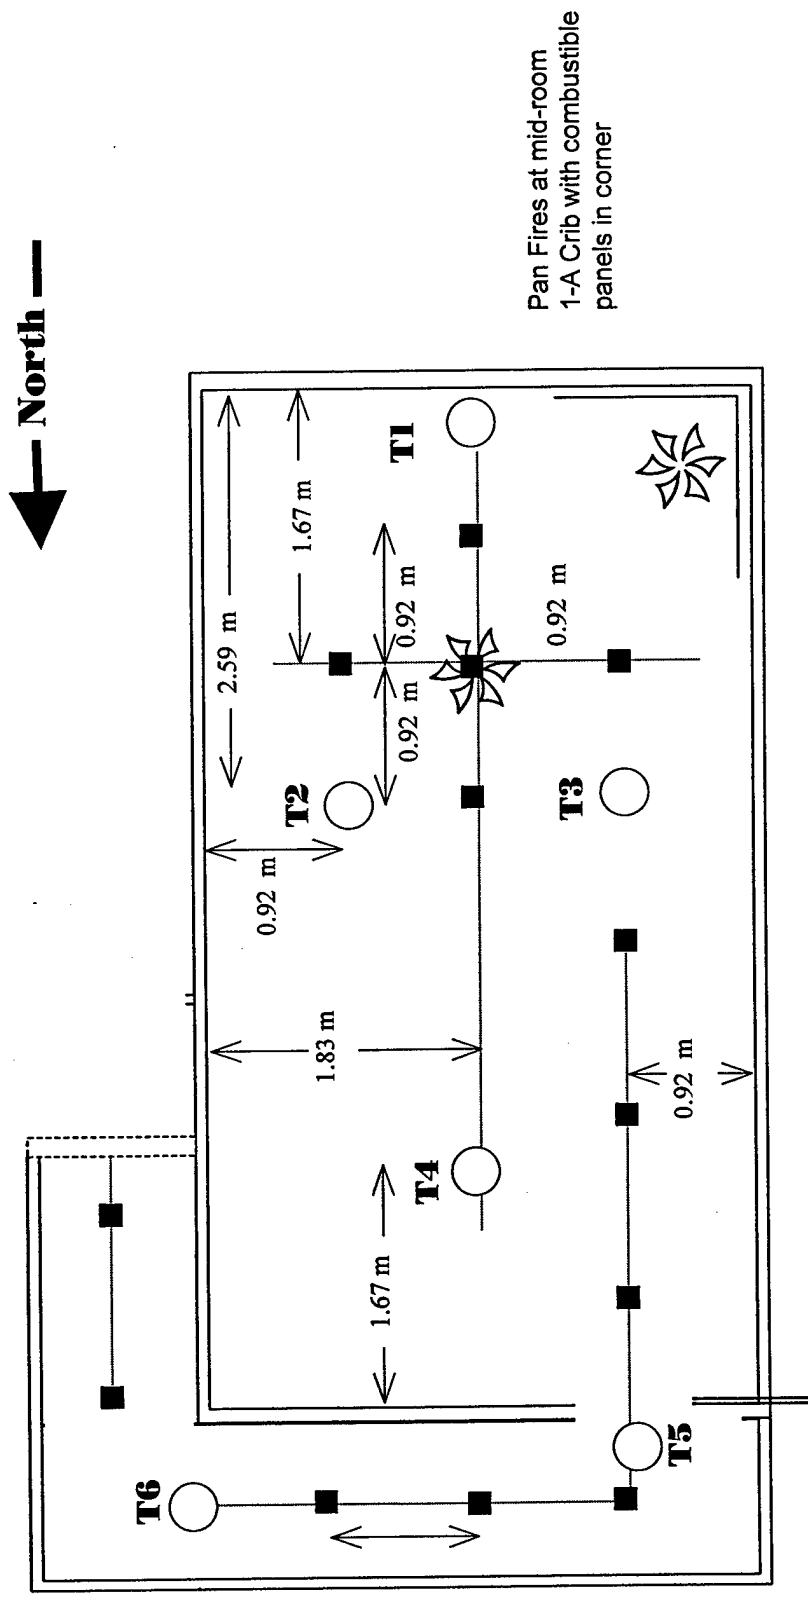 North
Pan Fires at mid-room
1-A Crib with combustible
panels in corner
T1
1.67 m
2.59 m
0.92 m
0.92 m
0.92 m
T2
T3
0.92 m
1.83 m
0.92 m
T4
1.67 m
T5
T6